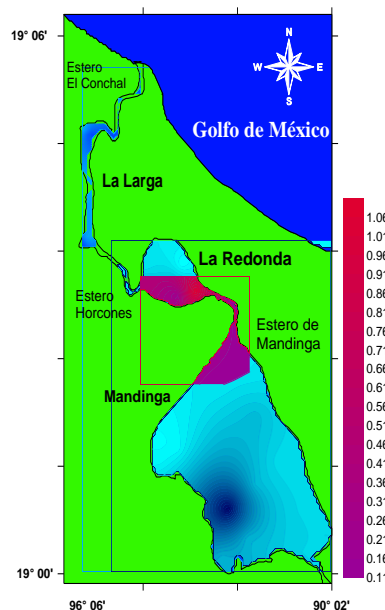 19° 06'
Estero
El Conchal
N
W
E
S
Golfo de México
La Larga
La Redonda
Estero
Horcones
Estero de
Mandinga
Mandinga
1.06
1.01
0.96
0.91
0.86
0.81
0.76
0.71
0.66
0.61
0.56
0.51
0.46
0.41
0.36
0.31
0.26
0.21
0.16
0.11
19° 00'
96° 06'
90° 02'